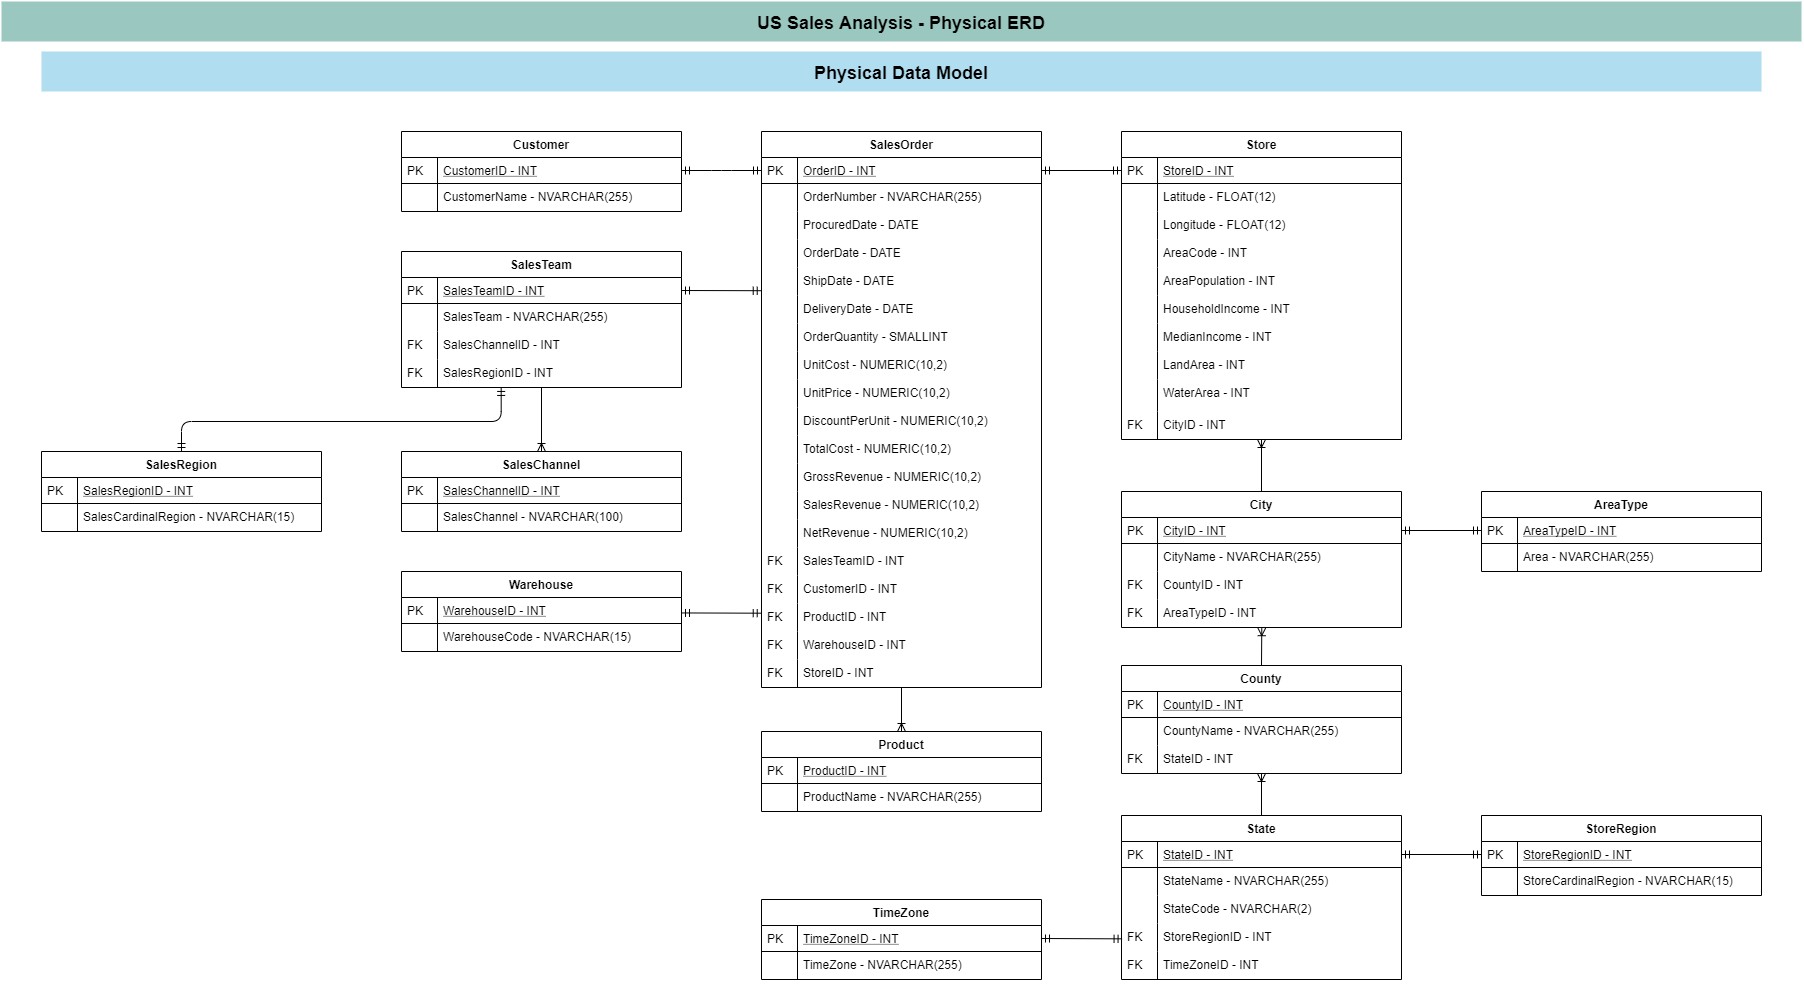 US Sales Analysis - Physical ERD
Physical Data Model
Customer
PK CustomerID - INT
CustomerName - NVARCHAR(255)
SalesTeam
PK SalesTeamID - INT
SalesTeam - NVARCHAR(255)
FK SalesChannelID - INT
FK SalesRegionID - INT
SalesRegion
PK SalesRegionID - INT
SalesCardinalRegion - NVARCHAR(15)
SalesChannel
PK SalesChannelID - INT
SalesChannel - NVARCHAR(100)
Warehouse
PK WarehouseID - INT
WarehouseCode - NVARCHAR(15)
SalesOrder
PK OrderID - INT
OrderNumber - NVARCHAR(255)
ProcuredDate - DATE
OrderDate - DATE
ShipDate - DATE
DeliveryDate - DATE
OrderQuantity - SMALLINT
UnitCost - NUMERIC(10,2)
UnitPrice - NUMERIC(10,2)
DiscountPerUnit - NUMERIC(10,2)
TotalCost - NUMERIC(10,2)
GrossRevenue - NUMERIC(10,2)
SalesRevenue - NUMERIC(10,2)
NetRevenue - NUMERIC(10,2)
FK SalesTeamID - INT
FK CustomerID - INT
FK ProductID - INT
FK WarehouseID - INT
FK StoreID - INT
Product
PK ProductID - INT
ProductName - NVARCHAR(255)
TimeZone
PK TimeZoneID - INT
TimeZone - NVARCHAR(255)
Store
PK StoreID - INT
Latitude - FLOAT(12)
Longitude - FLOAT(12)
AreaCode - INT
AreaPopulation - INT
HouseholdIncome - INT
MedianIncome - INT
LandArea - INT
WaterArea - INT
FK CityID - INT
City
PK CityID - INT
CityName - NVARCHAR(255)
FK CountyID - INT
FK AreaTypeID - INT
AreaType
PK AreaTypeID - INT
Area - NVARCHAR(255)
County
PK CountyID - INT
CountyName - NVARCHAR(255)
FK StateID - INT
State
PK StateID - INT
StateName - NVARCHAR(255)
StateCode - NVARCHAR(2)
FK StoreRegionID - INT
FK TimeZoneID - INT
StoreRegion
PK StoreRegionID - INT
StoreCardinalRegion - NVARCHAR(15)